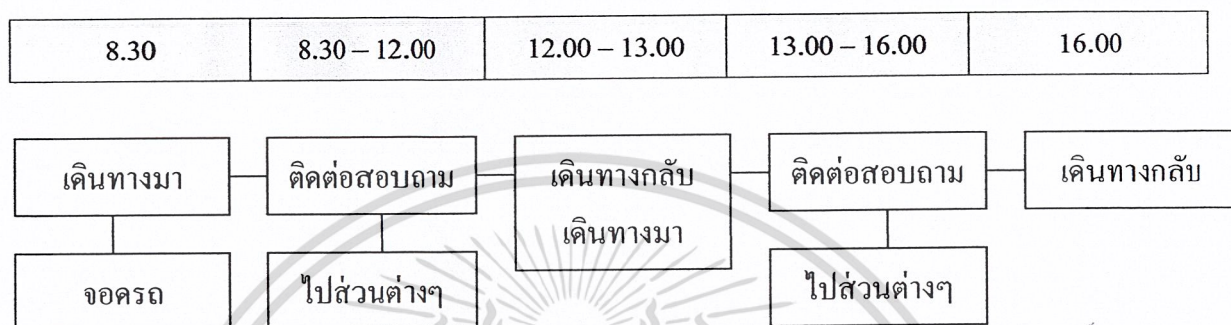 8.30 8.30 – 12.00 12.00 – 13.00 13.00 – 16.00 16.00
เดินทางมา ติดต่อสอบถาม เดินทางกลับ ติดต่อสอบถาม เดินทางกลับ
เดินทางมา
จอดรถ ไปส่วนต่างๆ ไปส่วนต่างๆ